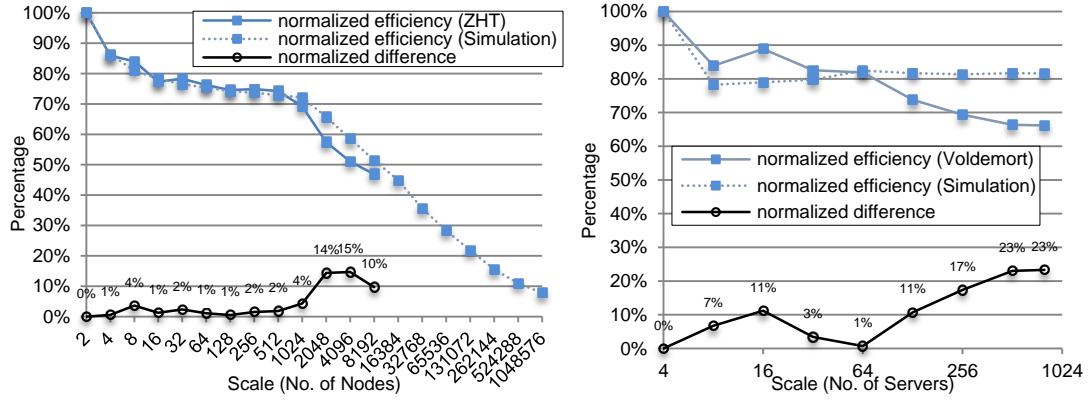 normalized efficiency (ZHT)
normalized efficiency (Simulation)
normalized difference
100%
90%
80%
70%
60%
50%
40%
30%
20%
10%
0%
Percentage
0% 1% 4% 1% 2% 1% 1% 2% 2% 4% 14% 15% 10%
2 4 8 16 32 64 128 256 512 1024 2048 4096 8192 16384 32768 65536 131072 262144 524288 1048576
Scale (No. of Nodes)
100%
90%
80%
70%
60%
50%
40%
30%
20%
10%
0%
Percentage
normalized efficiency (Voldemort)
normalized efficiency (Simulation)
normalized difference
0% 7% 11% 3% 1% 11% 17% 23% 23%
4 16 64 256 1024
Scale (No. of Servers)